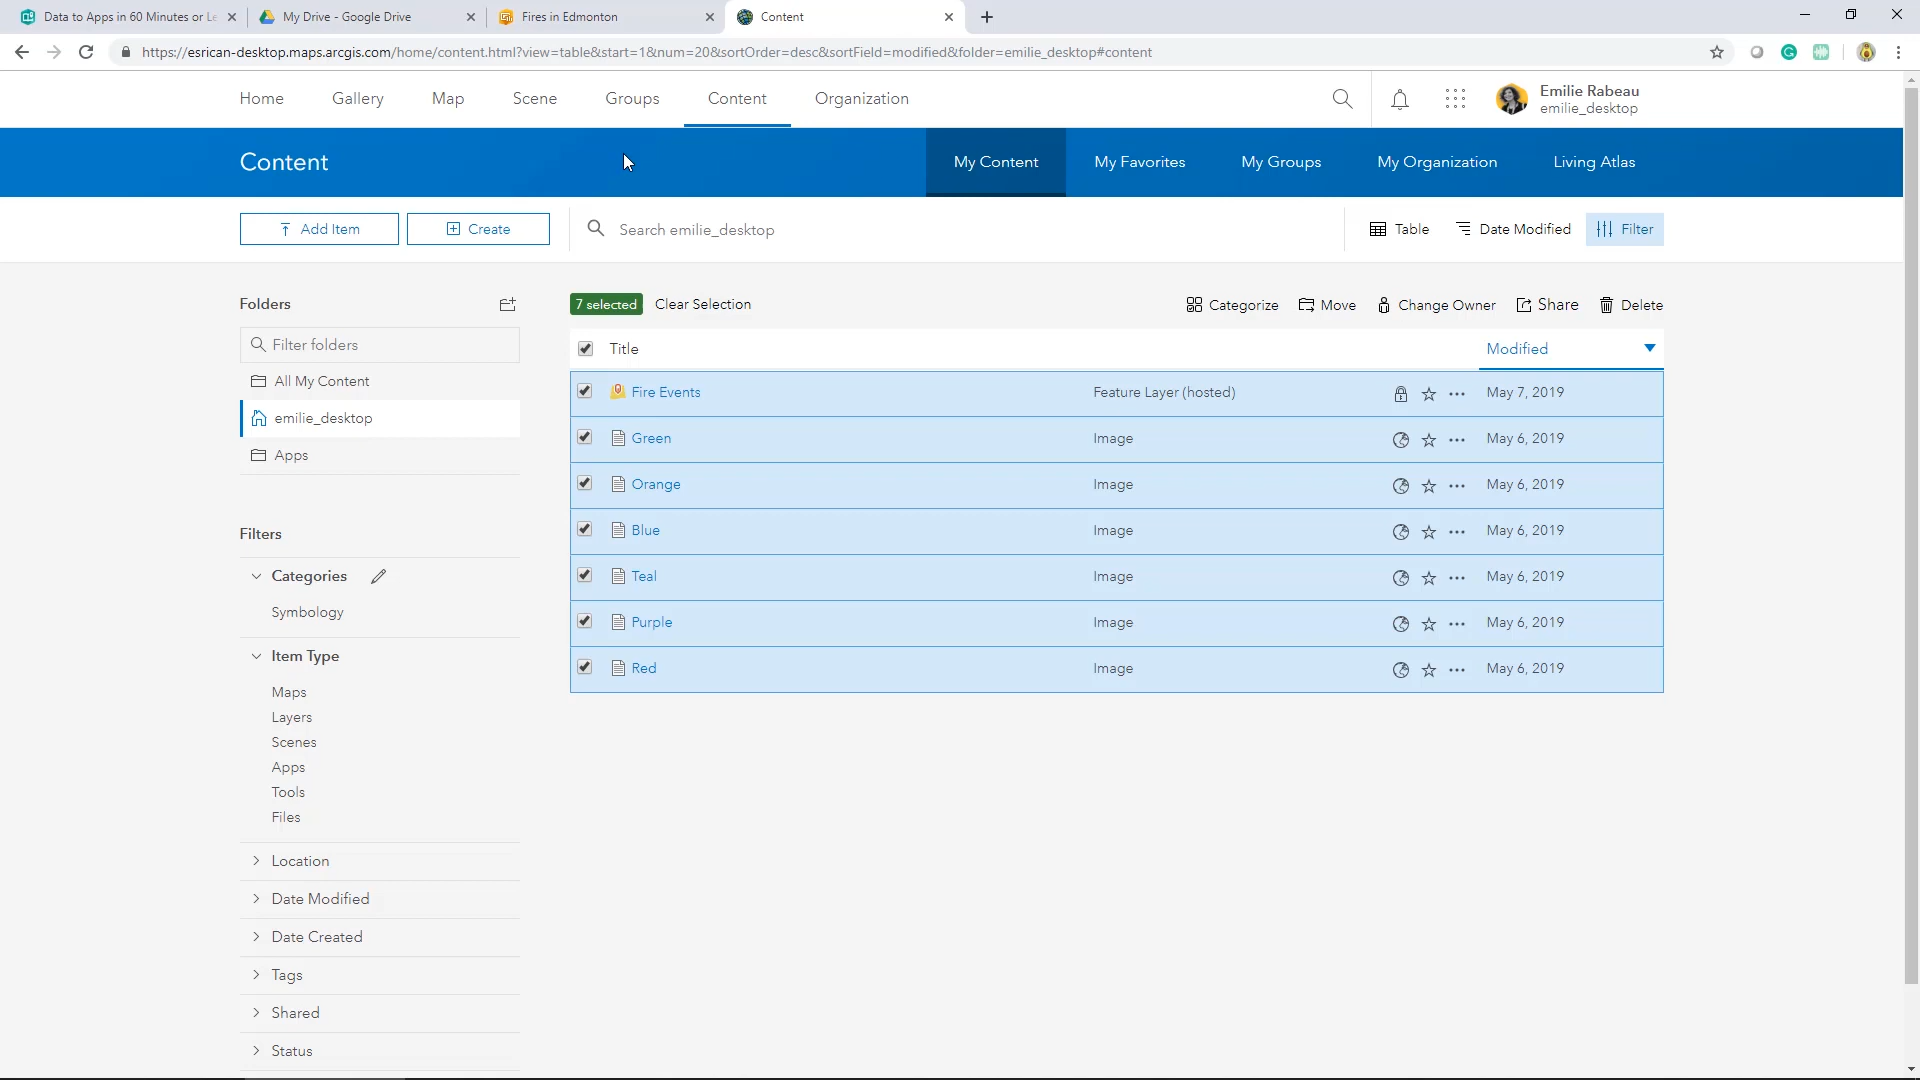 Data to Apps in 60 Minutes or Le
My Drive - Google Drive
Fires in Edmonton
Content
https://esrican-desktop.maps.arcgis.com/home/content.html?view=table&start=1&num=20&sortOrder=desc&sortField=modified&folder=emilie_desktop#content
Home Gallery Map Scene Groups Content Organization
Emilie Rabeau
emilie_desktop
Content
My Content My Favorites My Groups My Organization Living Atlas
Add Item Create Search emilie_desktop Table Date Modified Filter
Folders
Filter folders
All My Content
emilie_desktop
Apps
Filters
Categories
Symbology
Item Type
Maps
Layers
Scenes
Apps
Tools
Files
Location
Date Modified
Date Created
Tags
Shared
Status
7 selected Clear Selection Categorize Move Change Owner Share Delete
Title Modified
Fire Events Feature Layer (hosted) May 7, 2019
Green Image May 6, 2019
Orange Image May 6, 2019
Blue Image May 6, 2019
Teal Image May 6, 2019
Purple Image May 6, 2019
Red Image May 6, 2019